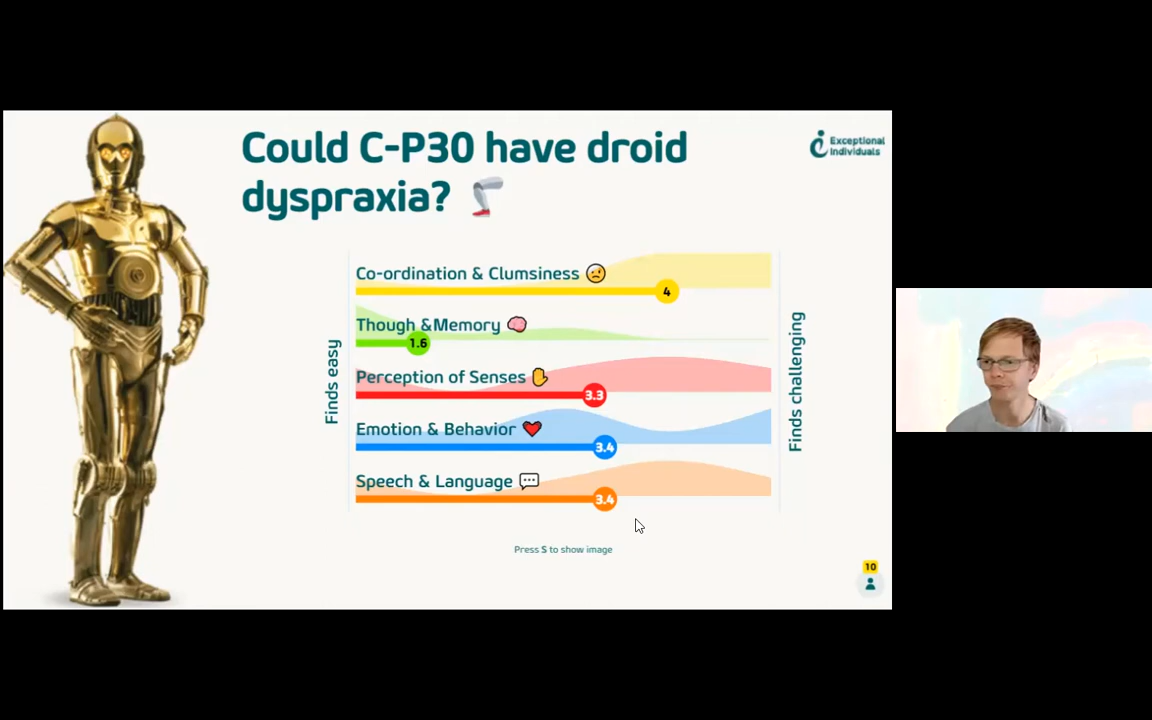 Could C-P30 have droid
dyspraxia?
Exceptional
Individuals
Co-ordination & Clumsiness
4
Though &Memory
1.6
Perception of Senses
3.3
Emotion & Behavior
3.4
Speech & Language
3.4
Finds easy
Finds challenging
Press S to show image
10